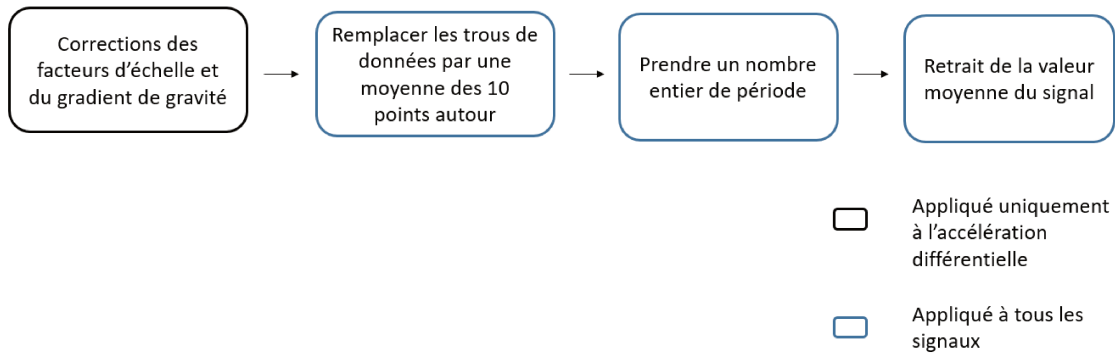 Corrections des
facteurs d'échelle et
du gradient de gravité
Remplacer les trous de
données par une
moyenne des 10
points autour
Prendre un nombre
entier de période
Retrait de la valeur
moyenne du signal
Appliqué uniquement
à l'accélération
différentielle
Appliqué à tous les
signaux